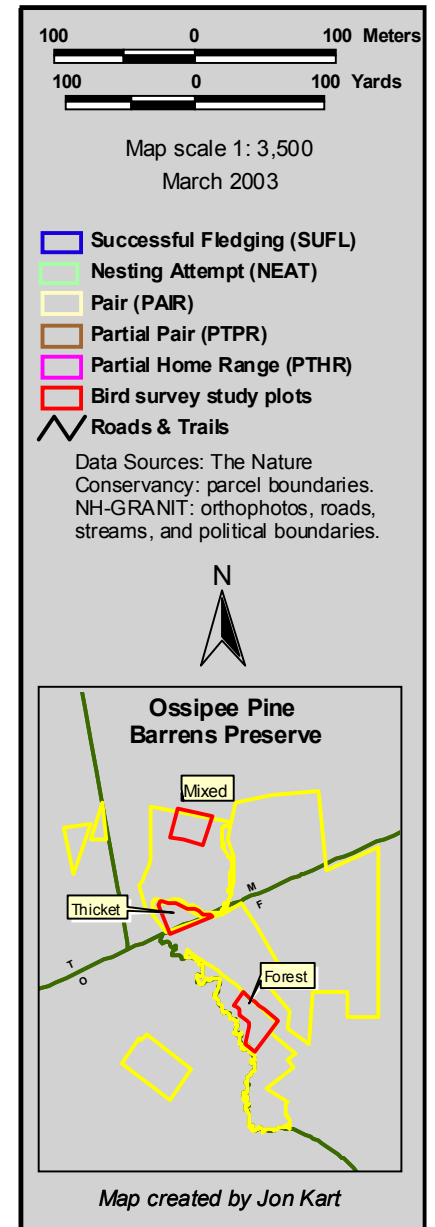 100 0 100 Meters
100 0 100 Yards
Map scale 1: 3,500
March 2003
Successful Fledging (SUFL)
Nesting Attempt (NEAT)
Pair (PAIR)
Partial Pair (PTPR)
Partial Home Range (PTHR)
Bird survey study plots
Roads & Trails
Data Sources: The Nature
Conservancy: parcel boundaries.
NH-GRANIT: orthophotos, roads,
streams, and political boundaries.
N
Ossipee Pine
Barrens Preserve
Mixed
M
F
Thicket
T
O
Forest
Map created by Jon Kart